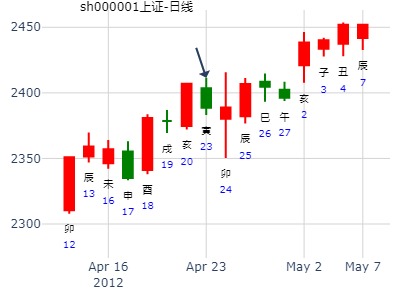 sh000001上证-日线
2450
2400
2350
2300
卯
12
辰
13
未
16
申
17
酉
18
戌
19
亥
20
寅
23
卯
24
辰
25
巳
26
午
27
亥
2
子
3
丑
4
辰
7
Apr 16
2012
Apr 23
May 2
May 7